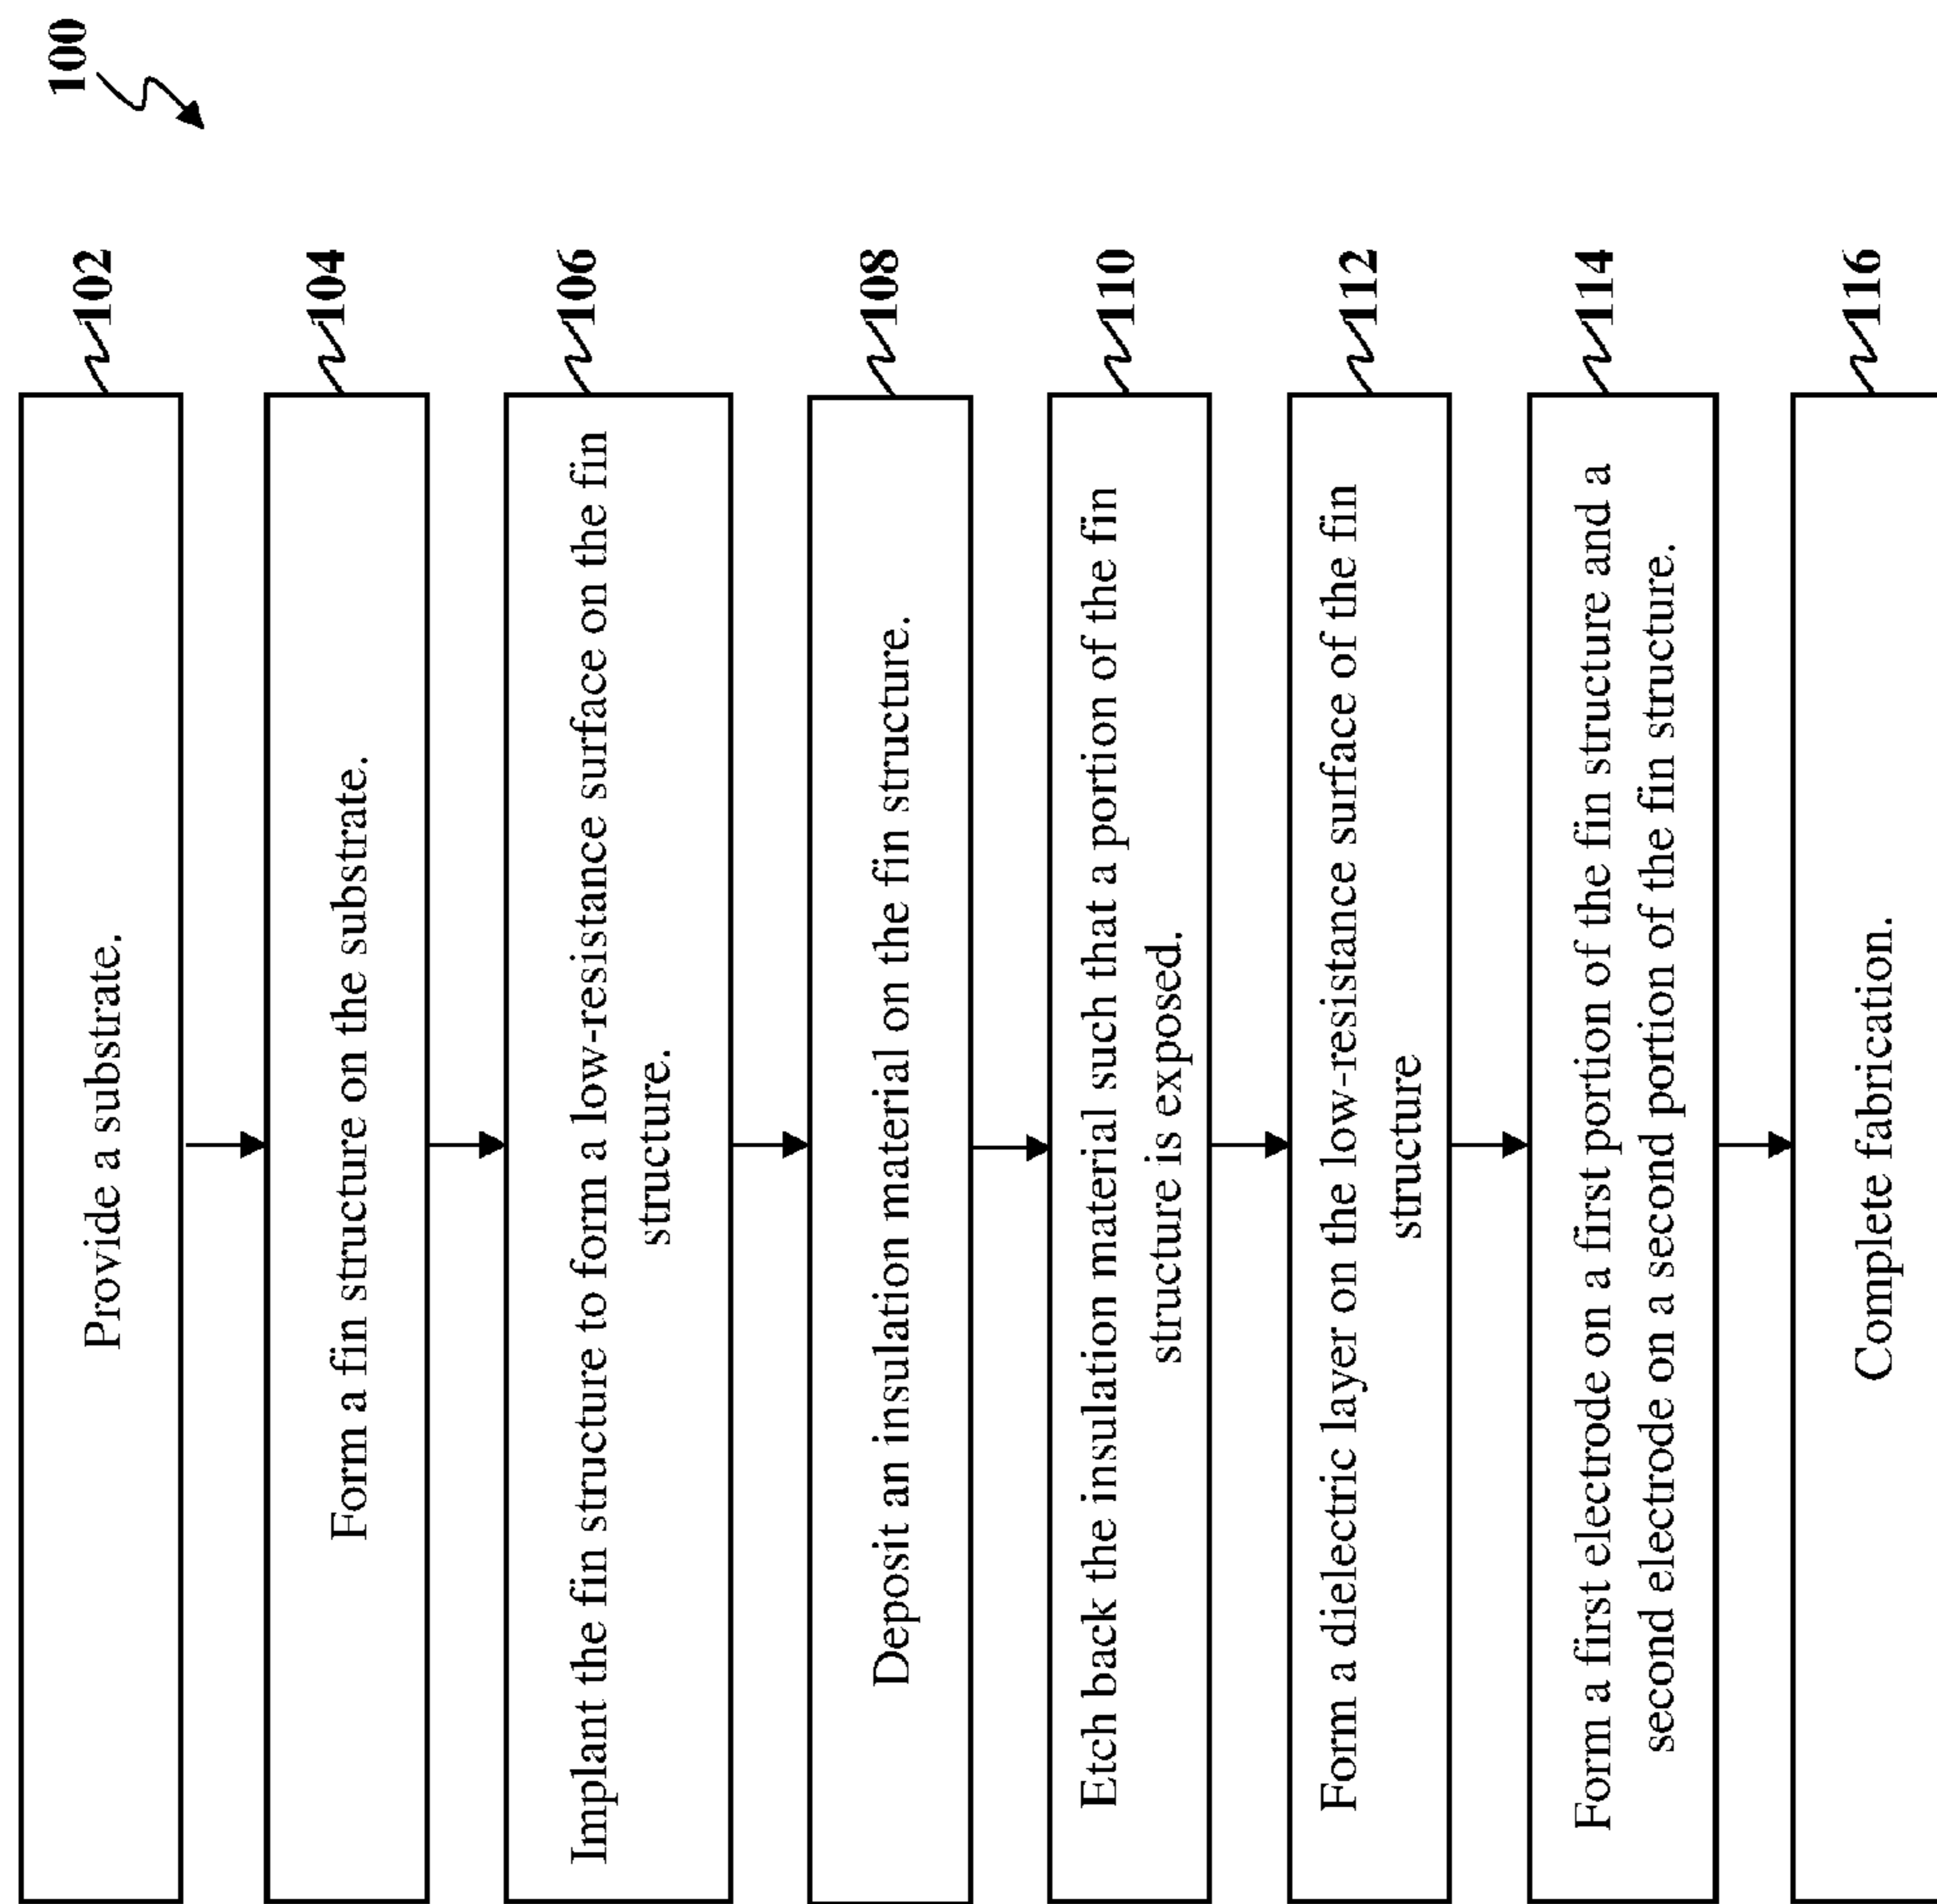 100
102
Provide a substrate.
104
Form a fin structure on the substrate.
106
Implant the fin structure to form a low-resistance surface on the fin
structure.
108
Deposit an insulation material on the fin structure.
110
Etch back the insulation material such that a portion of the fin
structure is exposed.
112
Form a dielectric layer on the low-resistance surface of the fin
structure
114
Form a first electrode on a first portion of the fin structure and a
second electrode on a second portion of the fin structure.
116
Complete fabrication.